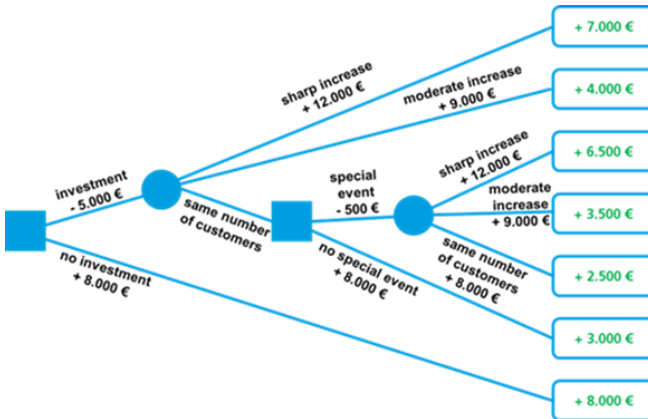 + 7.000 €
sharp increase
+ 12.000 €
moderate increase
+ 9.000 €
+ 4.000 €
sharp increase
+ 12.000 €
+ 6.500 €
investment
- 5.000 €
special
event
- 500 €
moderate
increase
+ 9.000 €
+ 3.500 €
same number
of customers
same number
of customers
+ 8.000 €
+ 2.500 €
no investment
+ 8.000 €
no special event
+ 8.000 €
+ 3.000 €
+ 8.000 €